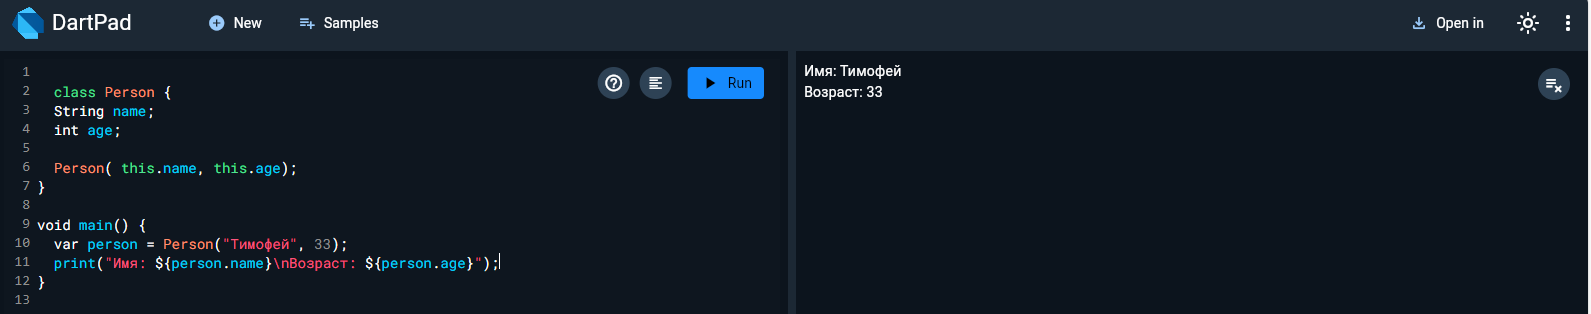 DartPad New Samples Open in
1
2 class Person {
3 String name;
4 int age;
5
6 Person( this.name, this.age);
7 }
8
9 void main() {
10 var person = Person("Тимофей", 33);
11 print("Имя: ${person.name}\nВозраст: ${person.age}");
12 }
13
Run
Имя: Тимофей
Возраст: 33